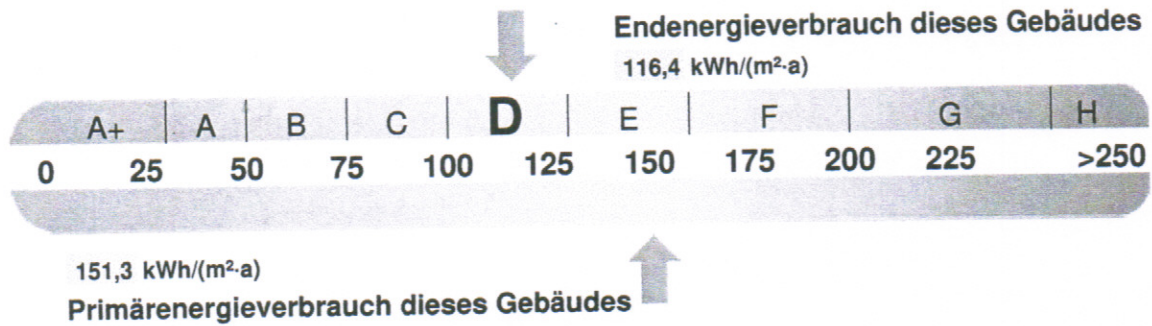 Endenergieverbrauch dieses Gebäudes
116,4 kWh/(m²·a)
A+ A B C D E F G H
0 25 50 75 100 125 150 175 200 225 >250
151,3 kWh/(m²·a)
Primärenergieverbrauch dieses Gebäudes